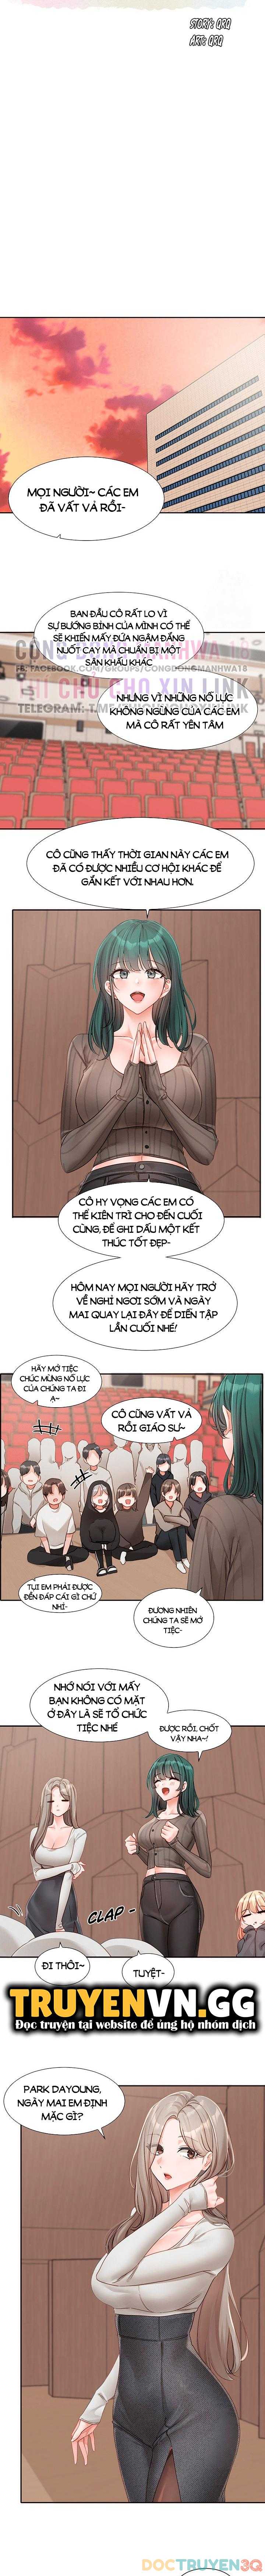 STORY: QRQ
ART: QRQ
MỌI NGƯỜI~ CÁC EM
ĐÃ VẤT VẢ RỒI-
BAN ĐẦU CÔ RẤT LO VÌ
SỰ BƯỚNG BỈNH CỦA MÌNH CÓ THỂ
SẼ KHIẾN MẤY ĐỨA NGẬM ĐẮNG
NUỐT CAY MÀ CHUẨN BỊ MỘT
SÂN KHẤU KHÁC
FB: FACEBOOK.COM/GROUPS/CONGDONGMANHWA18
NHƯNG VÌ NHỮNG NỖ LỰC
KHÔNG NGỪNG CỦA CÁC EM
MÀ CÔ RẤT YÊN TÂM
CÔ CŨNG THẤY THỜI GIAN NÀY CÁC EM
ĐÃ CÓ ĐƯỢC NHIỀU CƠ HỘI KHÁC ĐỂ
GẮN KẾT VỚI NHAU HƠN.
CÔ HY VỌNG CÁC EM CÓ
THỂ KIÊN TRÌ CHO ĐẾN CUỐI
CÙNG, ĐỂ GHI DẤU MỘT KẾT
THÚC TỐT ĐẸP-
HÔM NAY MỌI NGƯỜI HÃY TRỞ
VỀ NGHỈ NGƠI SỚM VÀ NGÀY
MAI QUAY LẠI ĐÂY ĐỂ DIỄN TẬP
LẦN CUỐI NHÉ!
HÃY MỞ TIỆC
CHÚC MỪNG NỖ LỰC
CỦA CHÚNG TA ĐI
Ạ~
CÔ CŨNG VẤT VẢ
RỒI GIÁO SƯ~
TỤI EM PHẢI ĐƯỢC
ĐỀN ĐÁP CÁI GÌ CHỨ
NHỈ-
ĐƯƠNG NHIÊN
CHÚNG TA SẼ MỞ
TIỆC-
NHỚ NÓI VỚI MẤY
BẠN KHÔNG CÓ MẶT
Ở ĐÂY LÀ SẼ TỔ CHỨC
TIỆC NHÉ
ĐƯỢC RỒI, CHỐT
VẬY NHA~!
CLAP -
ĐI THÔI~
TUYỆT-
TRUYENVN.GG
Đọc truyện tại website để ủng hộ nhóm dịch
PARK DAYOUNG,
NGÀY MAI EM ĐỊNH
MẶC GÌ?
DOCTRUYEN3Q